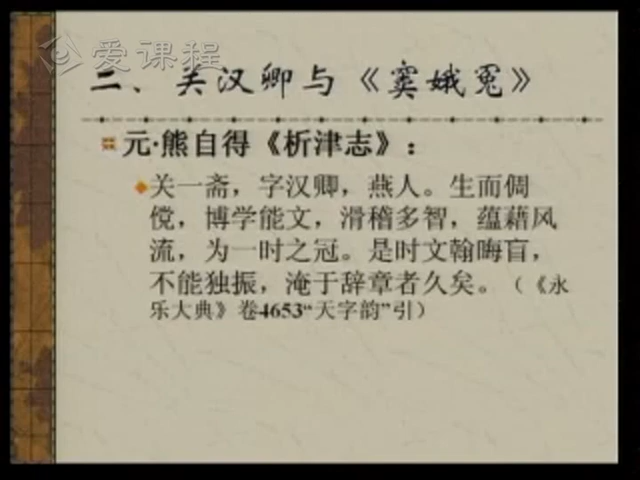 爱课程
二、关汉卿与《窦娥冤》
元·熊自得《析津志》：
关一斋，字汉卿，燕人。生而倜
傥，博学能文，滑稽多智，蕴藉风
流，为一时之冠。是时文翰晦盲，
不能独振，淹于辞章者久矣。（《永
乐大典》卷4653“天字韵”引）